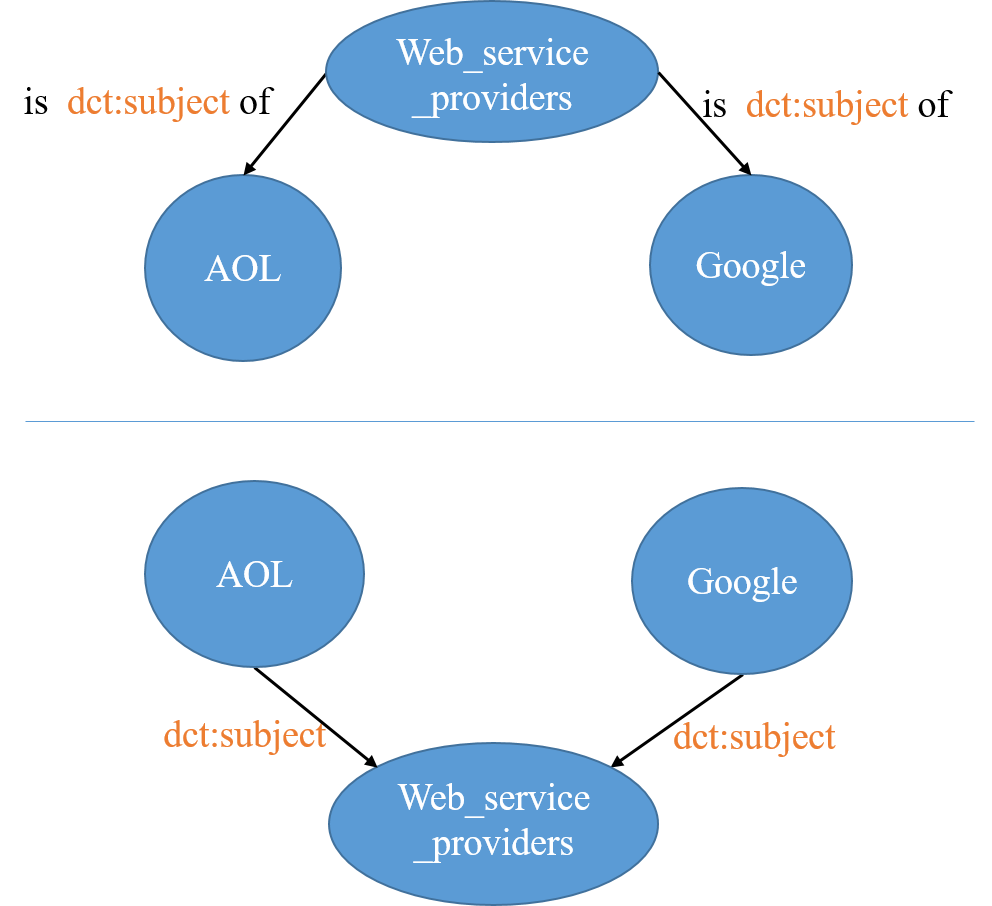 Web_service
_providers
is dct:subject of
is dct:subject of
AOL
Google
AOL
Google
dct:subject
dct:subject
Web_service
_providers